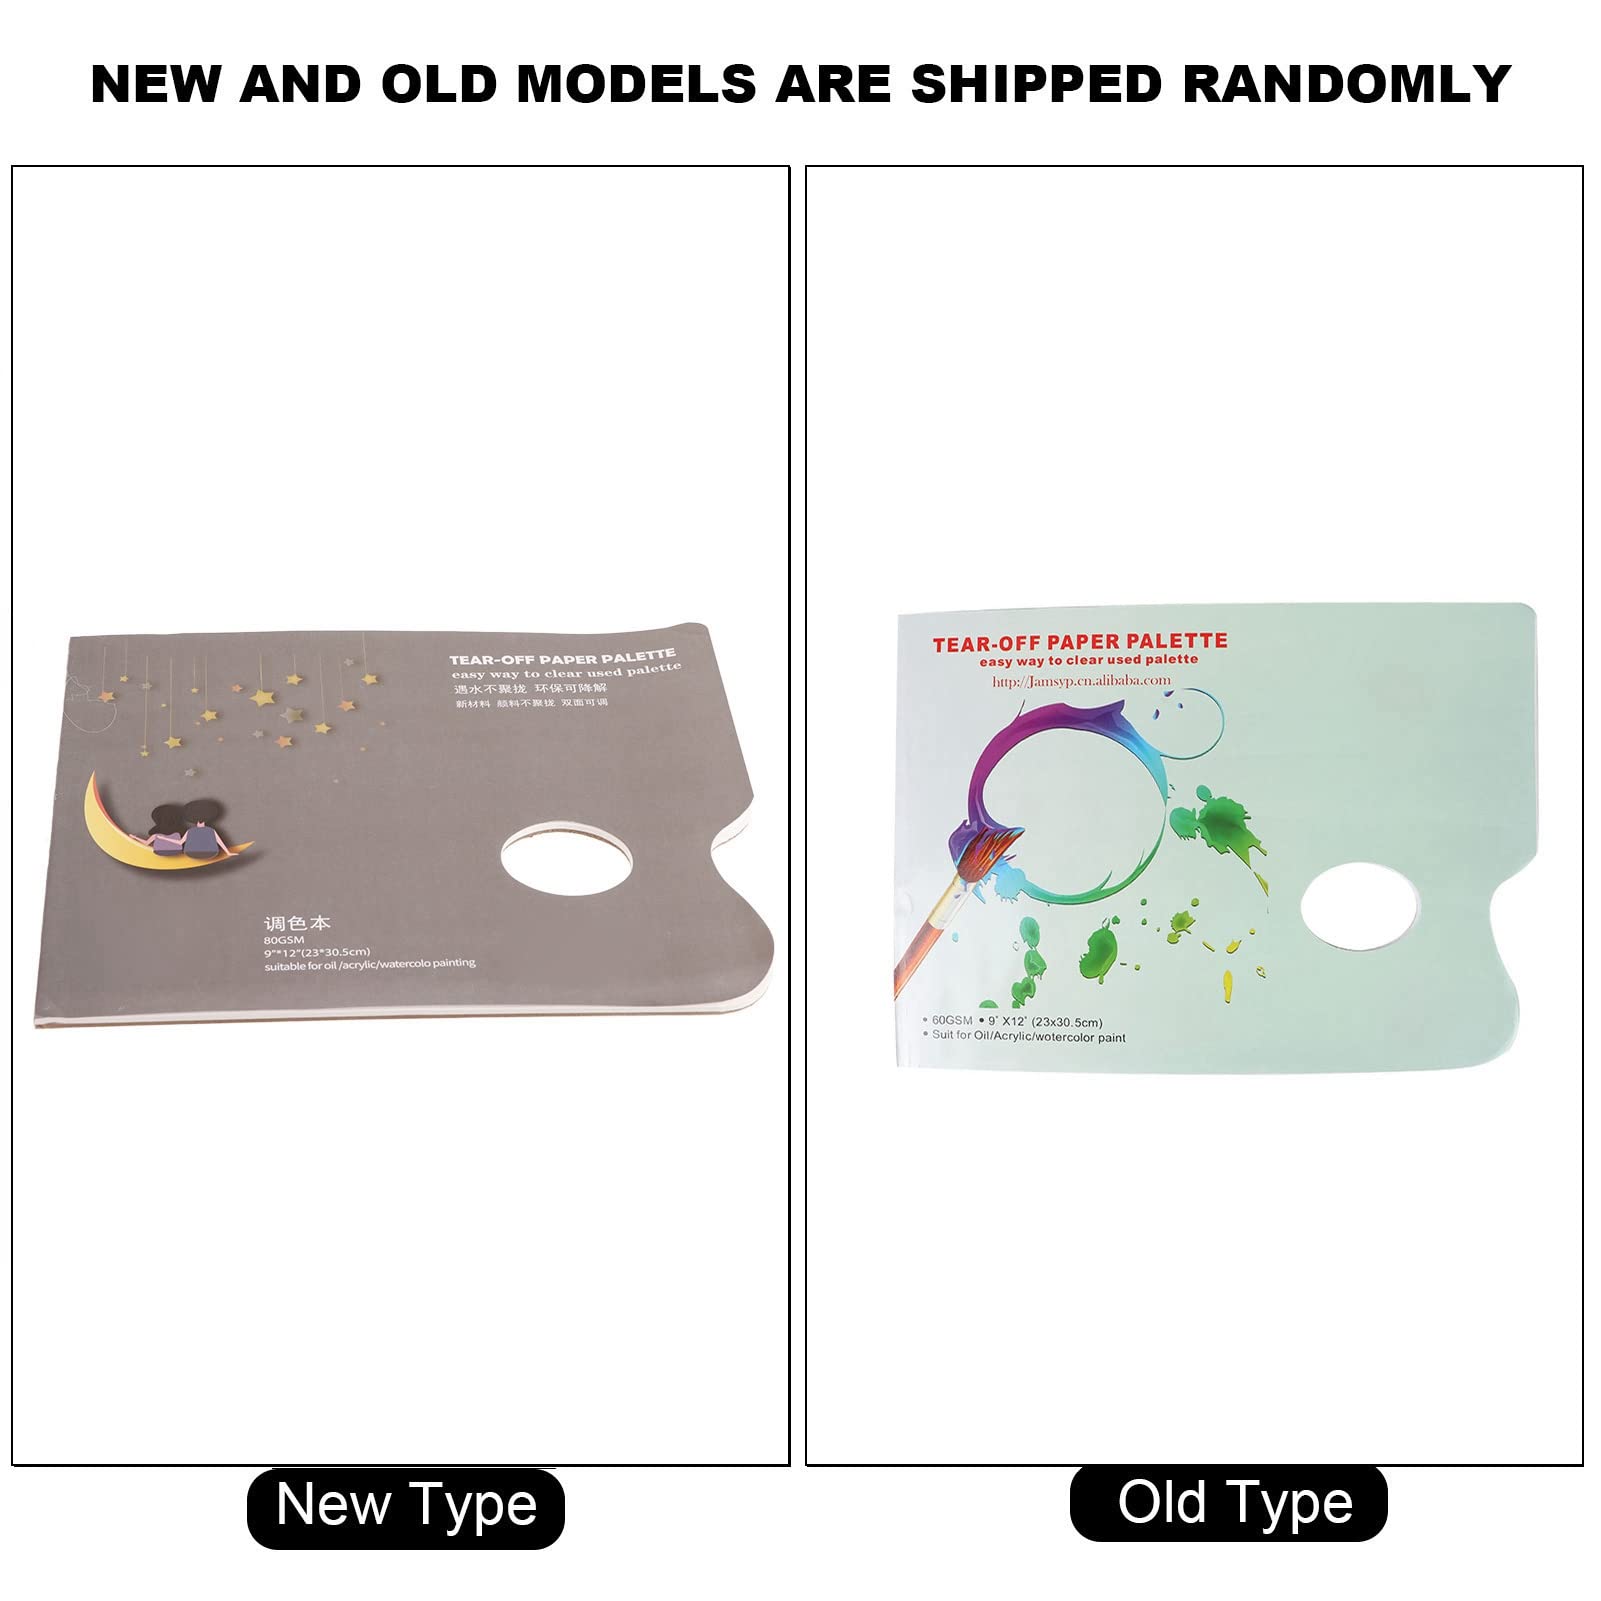 NEW AND OLD MODELS ARE SHIPPED RANDOMLY
TEAR-OFF PAPER PALETTE
easy way to clear used palette
遇水不聚拢 环保可降解
新材料 颜料不聚拢 双面可调
调色本
80GSM
9"*12"(23*30.5cm)
suitable for oil /acrylic/watercolo painting
New Type
TEAR-OFF PAPER PALETTE
easy way to clear used palette
http://Jamsyp.cn.alibaba.com
• 60GSM • 9" X12" (23x30.5cm)
• Suit for Oil/Acrylic/wotercolor paint
Old Type